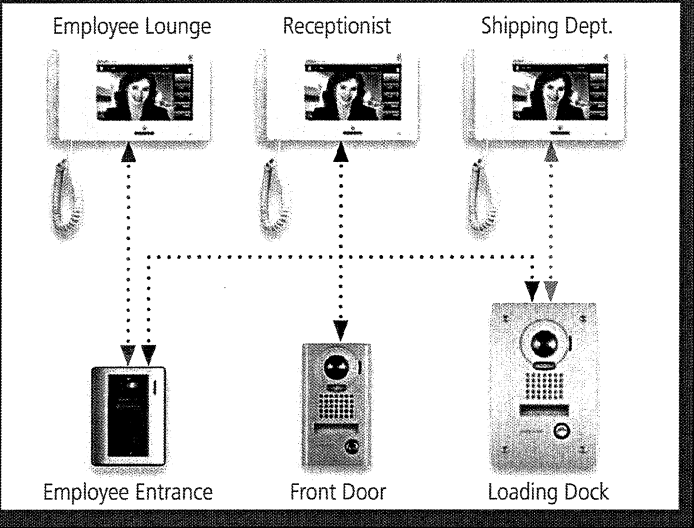 Employee Lounge
Receptionist
Shipping Dept.
Employee Entrance
Front Door
Loading Dock